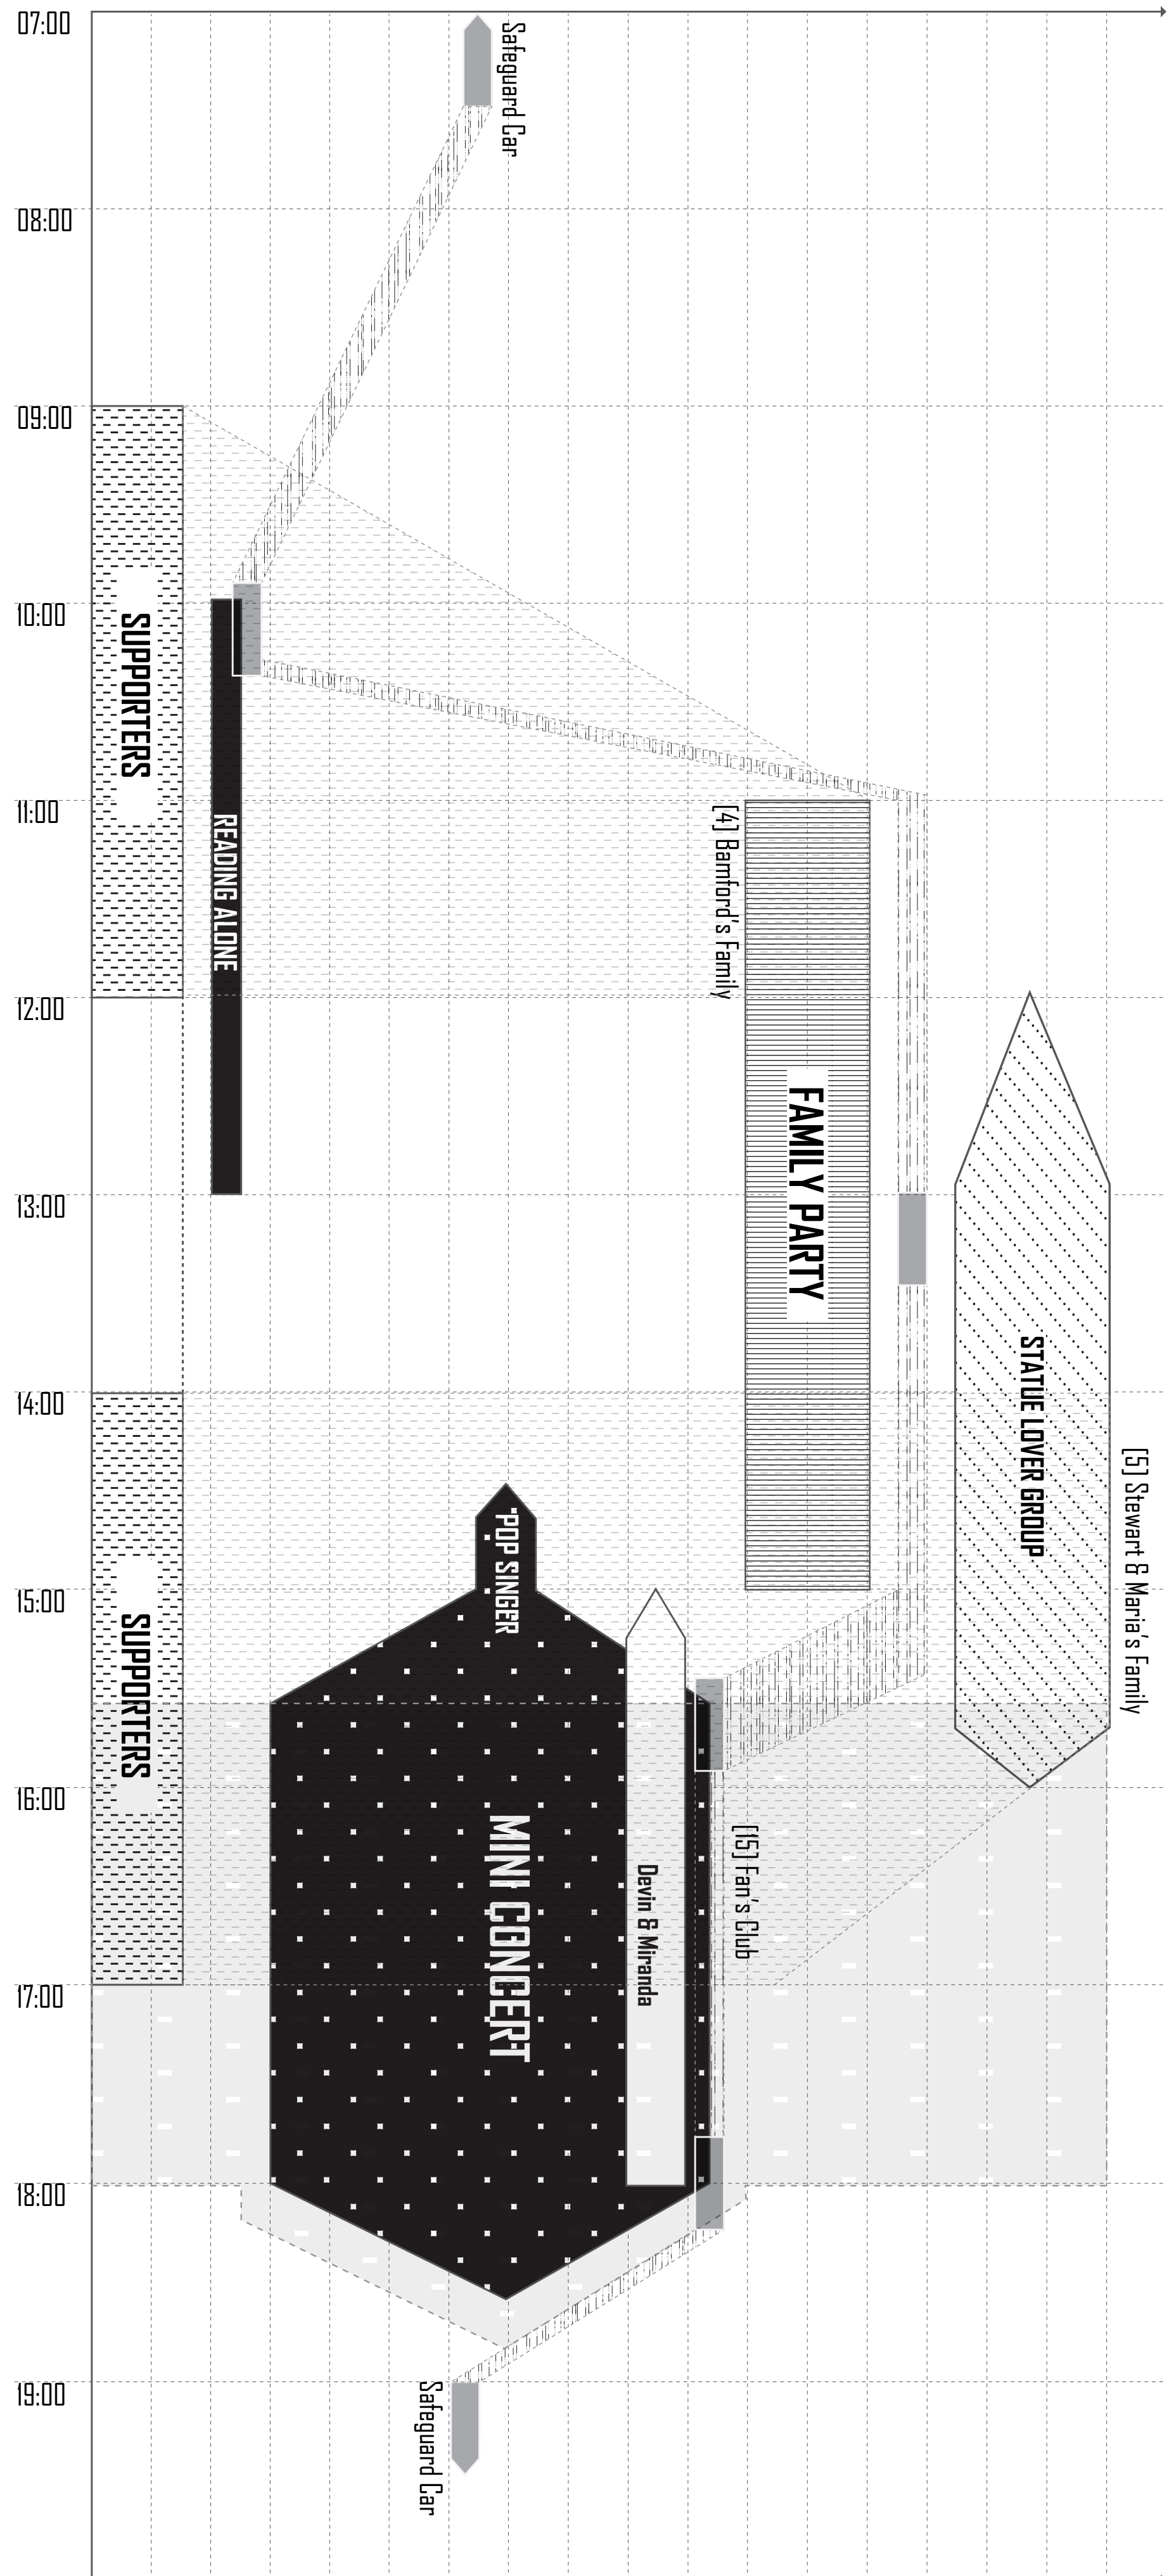 07:00
Safeguard Car
08:00
09:00
10:00
SUPPORTERS
READING ALONE
11:00
[4] Bamford's Family
12:00
FAMILY PARTY
13:00
STATUE LOVER GROUP
14:00
[5] Stewart & Maria's Family
POP SINGER
15:00
SUPPORTERS
16:00
MINI CONCERT
Devin & Miranda
[15] Fan's Club
17:00
18:00
19:00
Safeguard Car